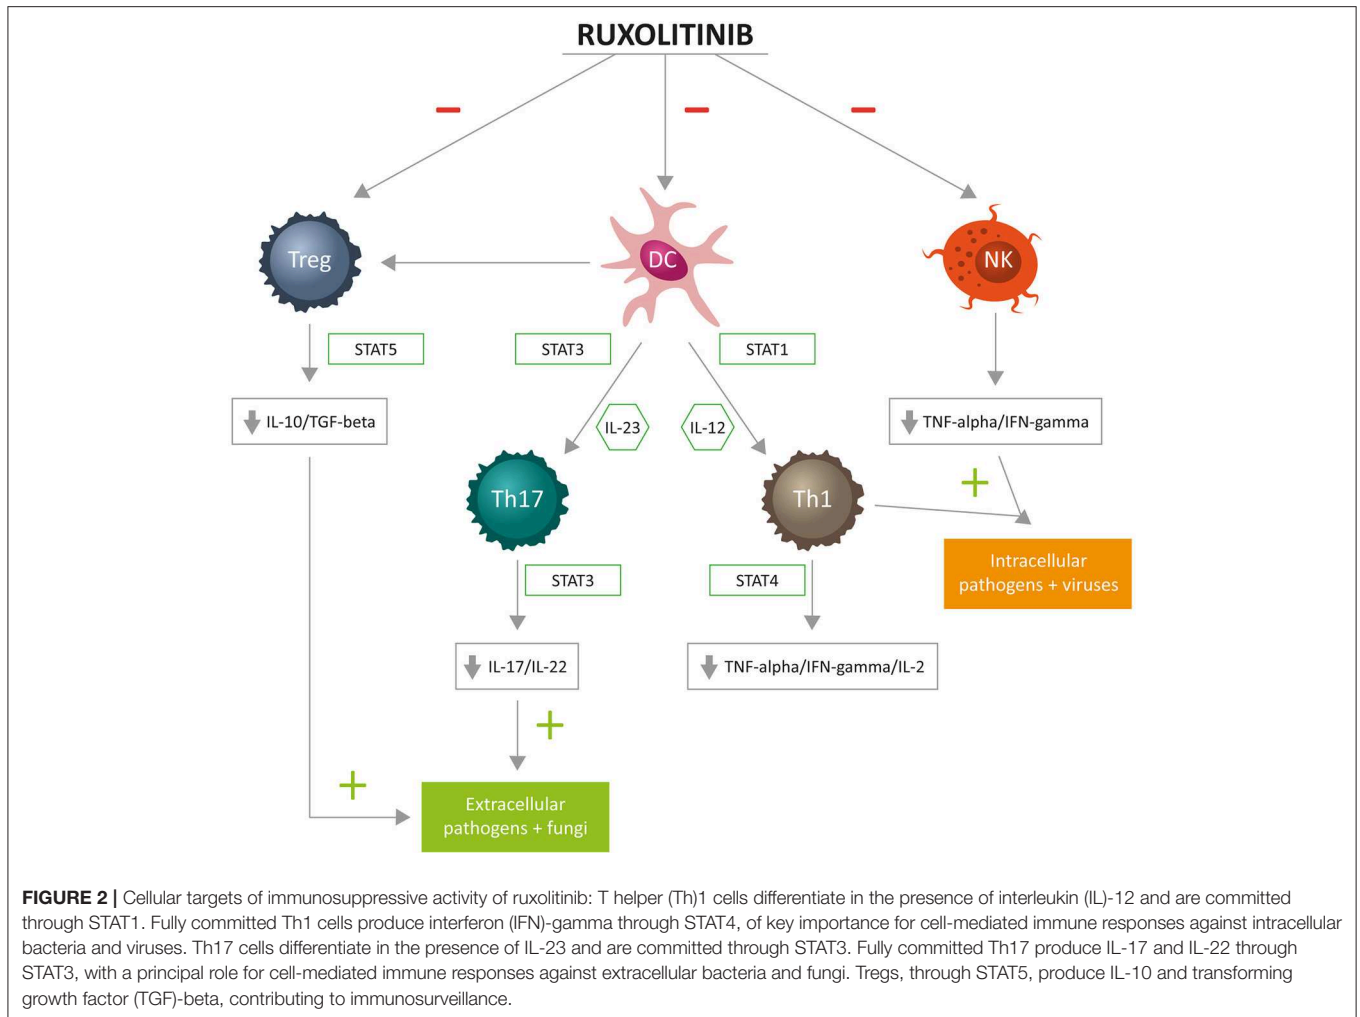 RUXOLITINIB
Treg
DC
NK
STAT5
STAT3
STAT1
IL-10/TGF-beta
IL-23
IL-12
TNF-alpha/IFN-gamma
Th17
Th1
STAT3
STAT4
Intracellular
pathogens + viruses
IL-17/IL-22
TNF-alpha/IFN-gamma/IL-2
Extracellular
pathogens + fungi
FIGURE 2 | Cellular targets of immunosuppressive activity of ruxolitinib: T helper (Th)1 cells differentiate in the presence of interleukin (IL)-12 and are committed
through STAT1. Fully committed Th1 cells produce interferon (IFN)-gamma through STAT4, of key importance for cell-mediated immune responses against intracellular
bacteria and viruses. Th17 cells differentiate in the presence of IL-23 and are committed through STAT3. Fully committed Th17 produce IL-17 and IL-22 through
STAT3, with a principal role for cell-mediated immune responses against extracellular bacteria and fungi. Tregs, through STAT5, produce IL-10 and transforming
growth factor (TGF)-beta, contributing to immunosurveillance.